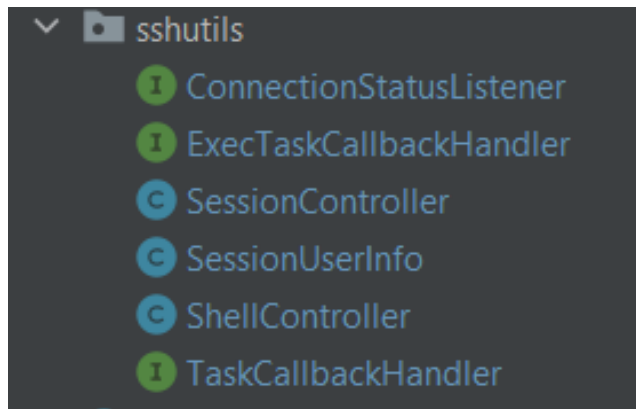 sshutils
I ConnectionStatusListener
I ExecTaskCallbackHandler
C SessionController
C SessionUserInfo
C ShellController
I TaskCallbackHandler